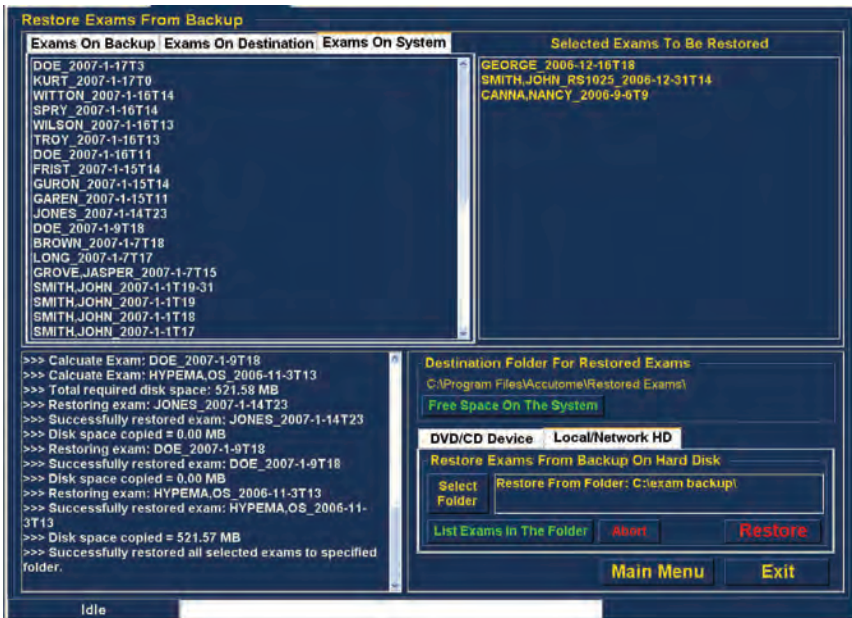 Restore Exams From Backup
Exams On Backup Exams On Destination Exams On System
DOE_2007-1-17T3
KURT_2007-1-17T0
WITTON_2007-1-16T14
SPRY_2007-1-16T14
WILSON_2007-1-16T13
TROY_2007-1-16T13
DOE_2007-1-16T11
FRIST_2007-1-15T14
GURON_2007-1-15T14
GAREN_2007-1-15T11
JONES_2007-1-14T23
DOE_2007-1-9T18
BROWN_2007-1-7T18
LONG_2007-1-7T17
GROVE,JASPER_2007-1-7T15
SMITH,JOHN_2007-1-1T19-31
SMITH,JOHN_2007-1-1T19
SMITH,JOHN_2007-1-1T18
SMITH,JOHN_2007-1-1T17
Selected Exams To Be Restored
GEORGE_2006-12-16T18
SMITH,JOHN_RS1025_2006-12-31T14
CANNA,NANCY_2006-9-6T9
>>> Calcuate Exam: DOE_2007-1-9T18
>>> Calcuate Exam: HYPEMA,OS_2006-11-3T13
>>> Total required disk space: 521.58 MB
>>> Restoring exam: JONES_2007-1-14T23
>>> Successfully restored exam: JONES_2007-1-14T23
>>> Disk space copied = 0.00 MB
>>> Restoring exam: DOE_2007-1-9T18
>>> Successfully restored exam: DOE_2007-1-9T18
>>> Disk space copied = 0.00 MB
>>> Restoring exam: HYPEMA,OS_2006-11-3T13
>>> Successfully restored exam: HYPEMA,OS_2006-11-
3T13
>>> Disk space copied = 521.57 MB
>>> Successfully restored all selected exams to specified
folder.
Destination Folder For Restored Exams
C:\Program Files\Accutome\Restored Exams\
Free Space On The System
DVD/CD Device Local/Network HD
Restore Exams From Backup On Hard Disk
Select
Folder
Restore From Folder: C:\exam backup\
List Exams In The Folder Abort Restore
Main Menu Exit
Idle